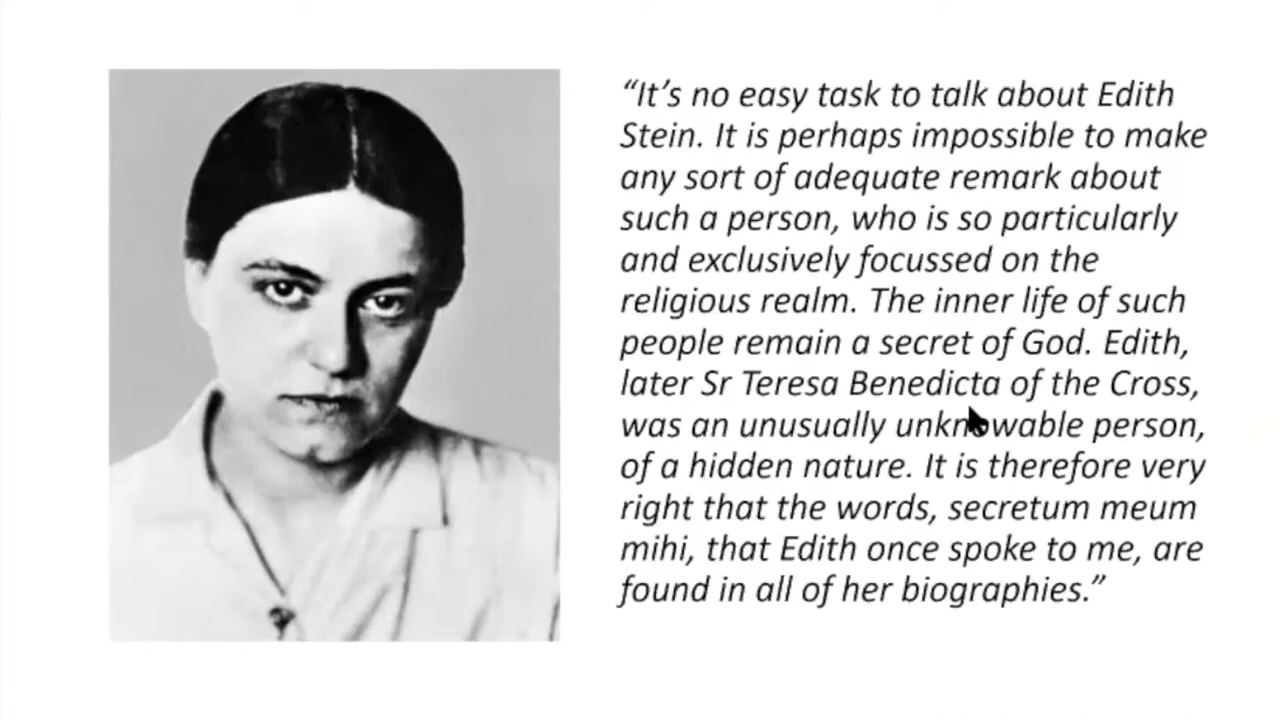 “It’s no easy task to talk about Edith
Stein. It is perhaps impossible to make
any sort of adequate remark about
such a person, who is so particularly
and exclusively focussed on the
religious realm. The inner life of such
people remain a secret of God. Edith,
later Sr Teresa Benedicta of the Cross,
was an unusually unknowable person,
of a hidden nature. It is therefore very
right that the words, secretum meum
mihi, that Edith once spoke to me, are
found in all of her biographies.”